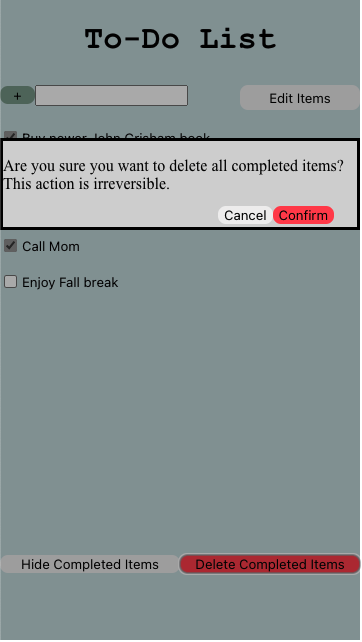 To-Do List
+
Edit Items
Buy newer John Grisham book
Are you sure you want to delete all completed items?
This action is irreversible.
Cancel Confirm
Call Mom
Enjoy Fall break
Hide Completed Items Delete Completed Items